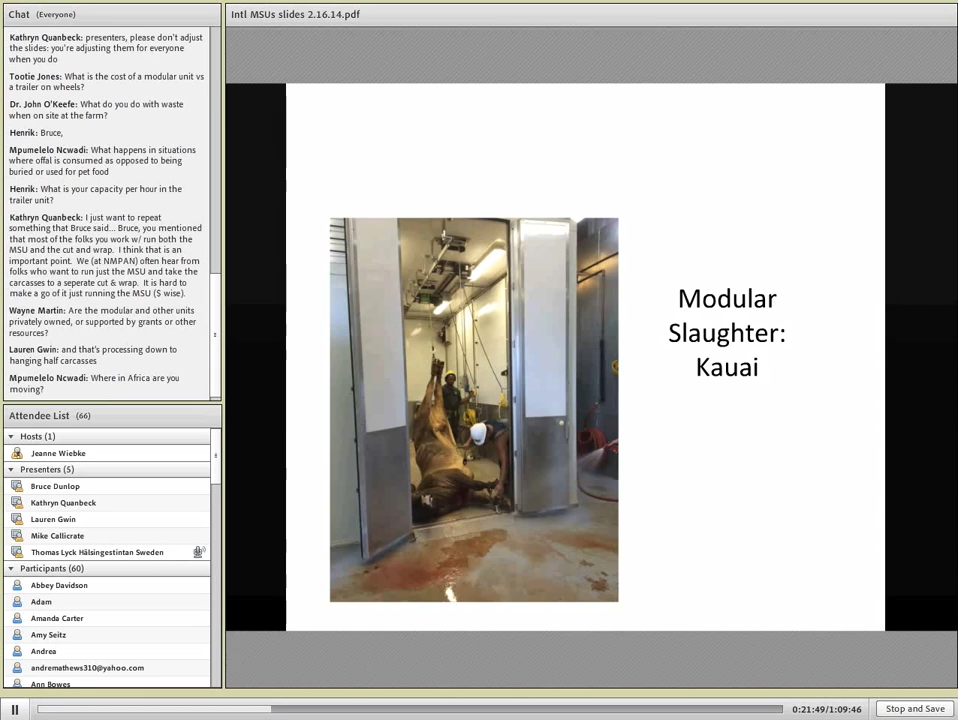 Chat (Everyone)
Kathryn Quanbeck: presenters, please don't adjust
the slides: you're adjusting them for everyone
when you do
Tootie Jones: What is the cost of a modular unit vs
a trailer on wheels?
Dr. John O'Keefe: What do you do with waste
when on site at the farm?
Henrik: Bruce,
Mpumelelo Ncwadi: What happens in situations
where offal is consumed as opposed to being
buried or used for pet food
Henrik: What is your capacity per hour in the
trailer unit?
Kathryn Quanbeck: I just want to repeat
something that Bruce said... Bruce, you mentioned
that most of the folks you work w/ run both the
MSU and the cut and wrap.  I think that is an
important point.  We (at NMPAN) often hear from
folks who want to run just the MSU and take the
carcasses to a seperate cut & wrap.  It is hard to
make a go of it just running the MSU ($ wise).
Wayne Martin: Are the modular and other units
privately owned, or supported by grants or other
resources?
Lauren Gwin: and that's processing down to
hanging half carcasses
Mpumelelo Ncwadi: Where in Africa are you
moving?
Attendee List (66)
Hosts (1)
Jeanne Wiebke
Presenters (5)
Bruce Dunlop
Kathryn Quanbeck
Lauren Gwin
Mike Callicrate
Thomas Lyck Hälsingestintan Sweden
Participants (60)
Abbey Davidson
Adam
Amanda Carter
Amy Seitz
Andrea
andremathews310@yahoo.com
Ann Bowes
Intl MSUs slides 2.16.14.pdf
Modular
Slaughter:
Kauai
0:21:49/1:09:46
Stop and Save